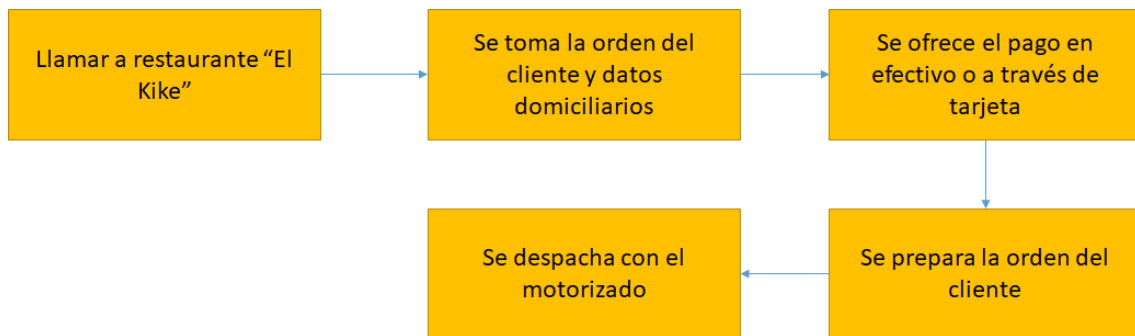 Llamar a restaurante “El
Kike”
Se toma la orden del
cliente y datos
domiciliarios
Se ofrece el pago en
efectivo o a través de
tarjeta
Se prepara la orden del
cliente
Se despacha con el
motorizado